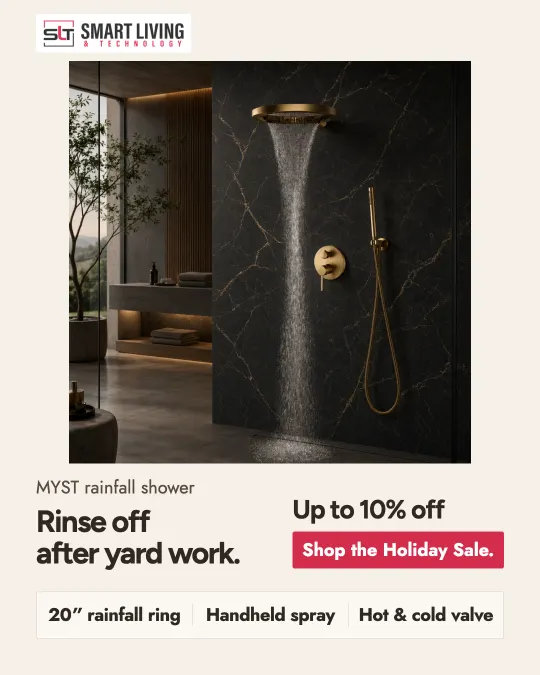 SLT SMART LIVING
& TECHNOLOGY
MYST rainfall shower
Rinse off
after yard work.
Up to 10% off
Shop the Holiday Sale.
20” rainfall ring
Handheld spray
Hot & cold valve